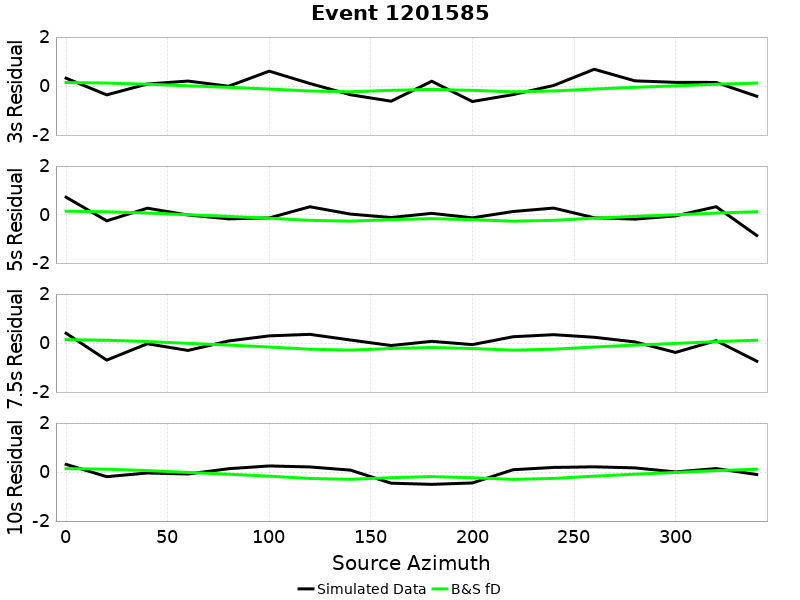 Event 1201585
3s Residual
2
0
-2
5s Residual
2
0
-2
7.5s Residual
2
0
-2
10s Residual
2
0
-2
0 50 100 150 200 250 300
Source Azimuth
Simulated Data B&S fD